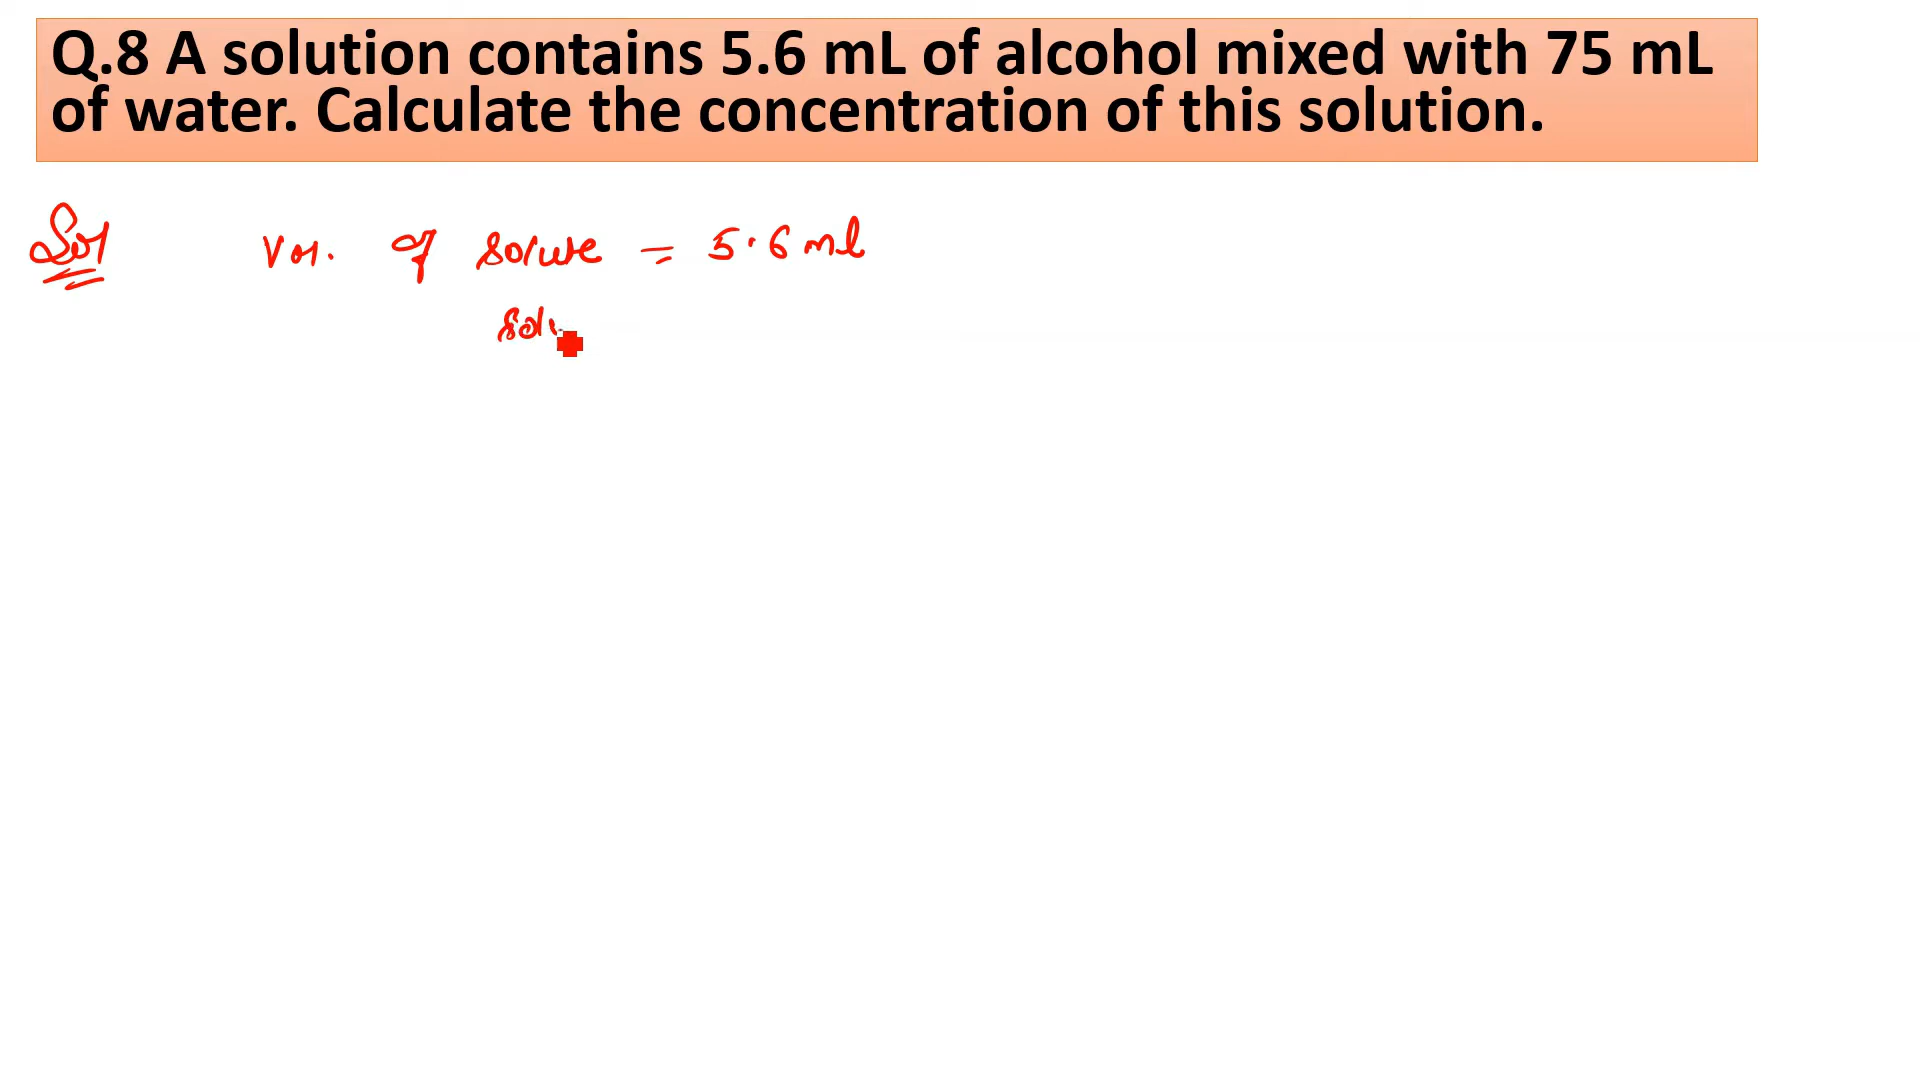 Q.8 A solution contains 5.6 mL of alcohol mixed with 75 mL
of water. Calculate the concentration of this solution.
Sol Vol. of solute = 5.6 ml